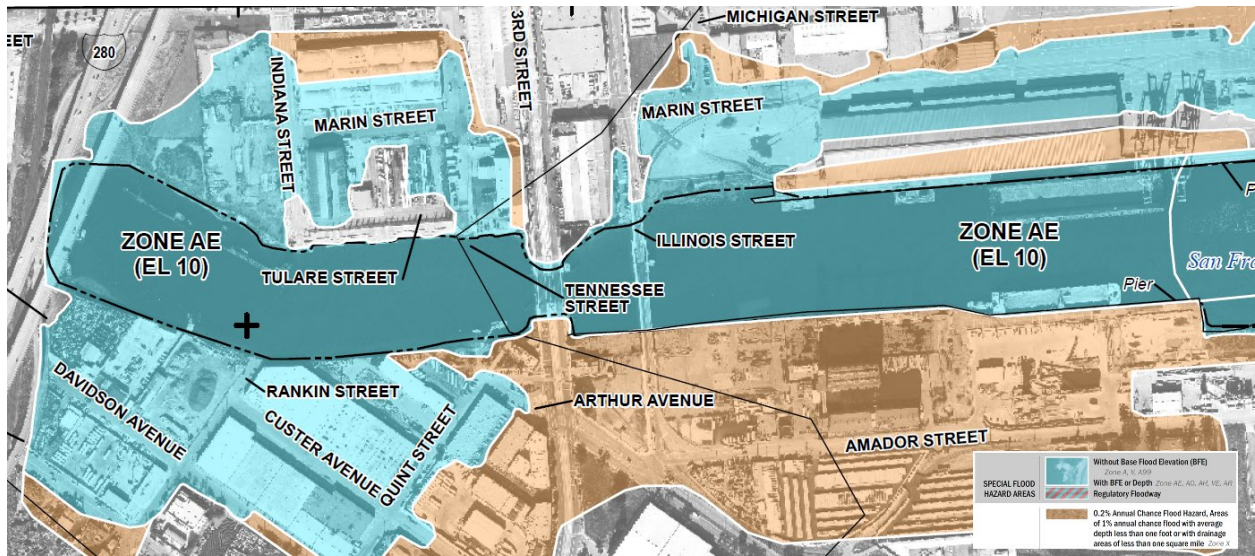 MICHIGAN STREET
280
3RD STREET
INDIANA STREET
MARIN STREET
MARIN STREET
ZONE AE
(EL 10)
ILLINOIS STREET
ZONE AE
(EL 10)
TULARE STREET
TENNESSEE
STREET
Pier
DAVIDSON AVENUE
RANKIN STREET
CUSTER AVENUE
QUINT STREET
ARTHUR AVENUE
AMADOR STREET
SPECIAL FLOOD
HAZARD AREAS
Without Base Flood Elevation (BFE)
Zone A, V, A99
With BFE or Depth Zone AE, AO, AH, VE, AR
Regulatory Floodway
0.2% Annual Chance Flood Hazard, Areas
of 1% annual chance flood with average
depth less than one foot or with drainage
areas of less than one square mile Zone X